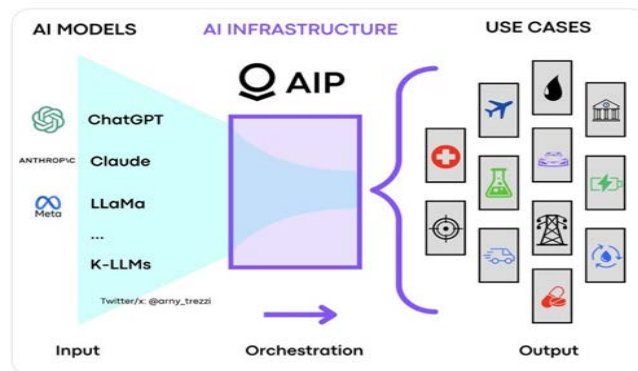 AI MODELS
AI INFRASTRUCTURE
USE CASES
AIP
ChatGPT
ANTHROP\C
Claude
Meta
LLaMa
...
K-LLMs
Twitter/x: @arny_trezzi
Input
Orchestration
Output